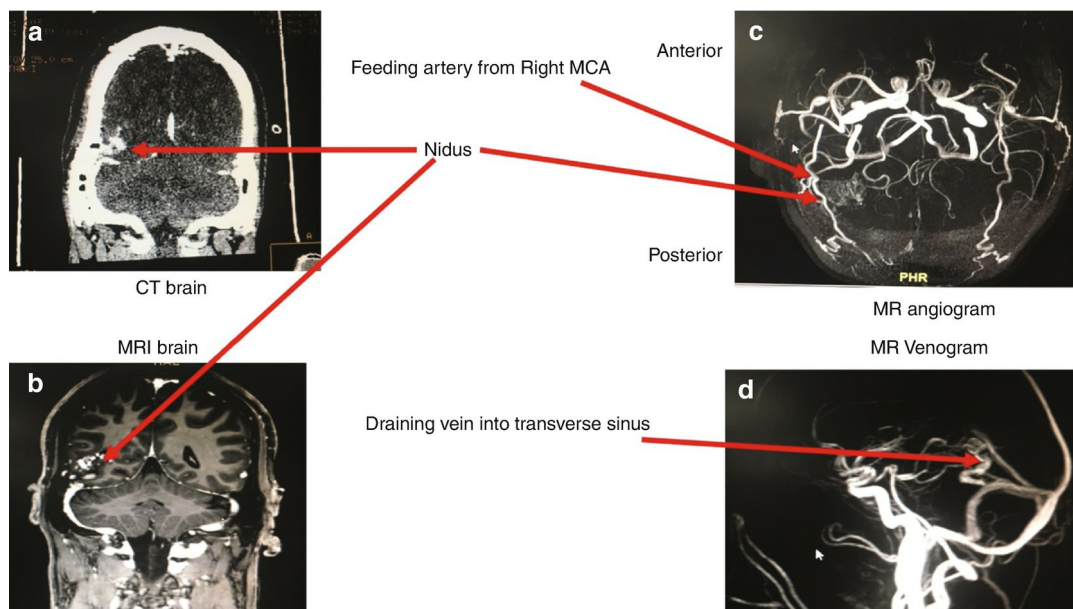 a
c
Anterior
Feeding artery from Right MCA
Nidus
Posterior
PHR
A
CT brain
MR angiogram
MRI brain
MR Venogram
b
d
Draining vein into transverse sinus